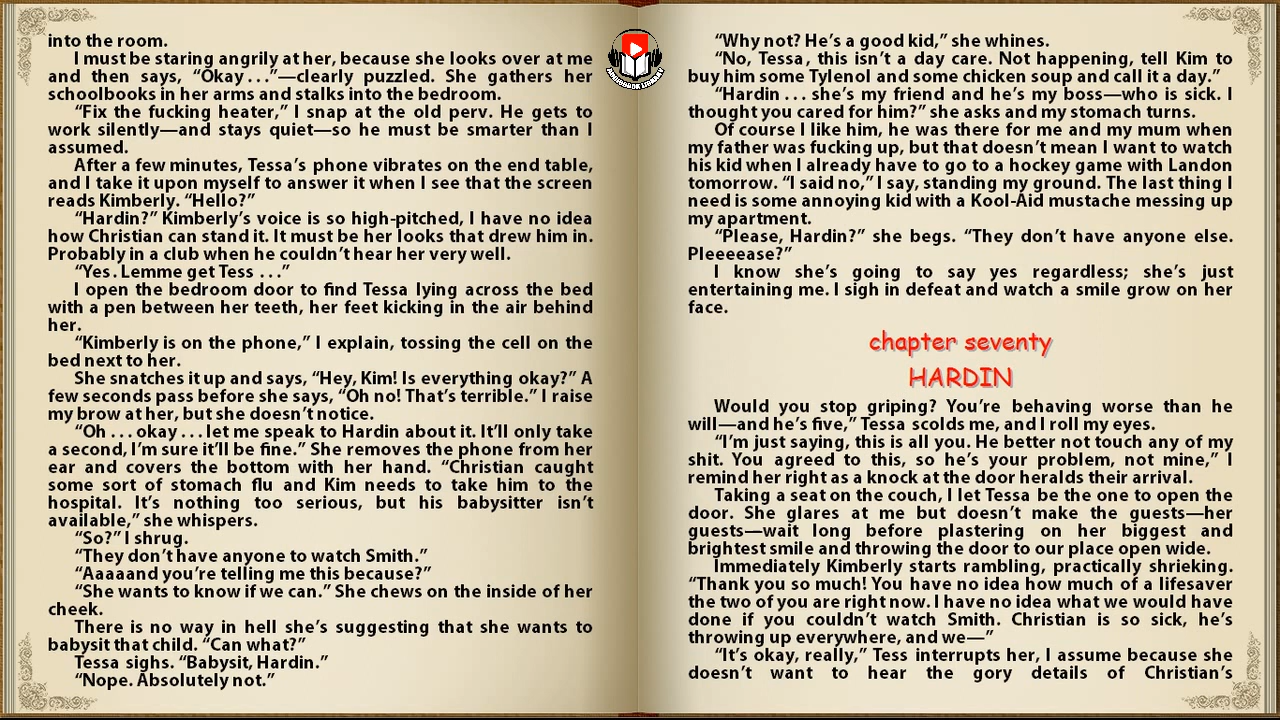 into the room.
I must be staring angrily at her, because she looks over at me
and then says, “Okay . . .”—clearly puzzled. She gathers her
schoolbooks in her arms and stalks into the bedroom.
“Fix the fucking heater,” I snap at the old perv. He gets to
work silently—and stays quiet—so he must be smarter than I
assumed.
After a few minutes, Tessa’s phone vibrates on the end table,
and I take it upon myself to answer it when I see that the screen
reads Kimberly. “Hello?”
“Hardin?” Kimberly’s voice is so high-pitched, I have no idea
how Christian can stand it. It must be her looks that drew him in.
Probably in a club when he couldn’t hear her very well.
“Yes. Lemme get Tess . . .”
I open the bedroom door to find Tessa lying across the bed
with a pen between her teeth, her feet kicking in the air behind
her.
“Kimberly is on the phone,” I explain, tossing the cell on the
bed next to her.
She snatches it up and says, “Hey, Kim! Is everything okay?” A
few seconds pass before she says, “Oh no! That’s terrible.” I raise
my brow at her, but she doesn’t notice.
“Oh . . . okay . . . let me speak to Hardin about it. It’ll only take
a second, I’m sure it’ll be fine.” She removes the phone from her
ear and covers the bottom with her hand. “Christian caught
some sort of stomach flu and Kim needs to take him to the
hospital. It’s nothing too serious, but his babysitter isn’t
available,” she whispers.
“So?” I shrug.
“They don’t have anyone to watch Smith.”
“Aaaaand you’re telling me this because?”
“She wants to know if we can.” She chews on the inside of her
cheek.
There is no way in hell she’s suggesting that she wants to
babysit that child. “Can what?”
Tessa sighs. “Babysit, Hardin.”
“Nope. Absolutely not.”
“Why not? He’s a good kid,” she whines.
“No, Tessa, this isn’t a day care. Not happening, tell Kim to
buy him some Tylenol and some chicken soup and call it a day.”
“Hardin . . . she’s my friend and he’s my boss—who is sick. I
thought you cared for him?” she asks and my stomach turns.
Of course I like him, he was there for me and my mum when
my father was fucking up, but that doesn’t mean I want to watch
his kid when I already have to go to a hockey game with Landon
tomorrow. “I said no,” I say, standing my ground. The last thing I
need is some annoying kid with a Kool-Aid mustache messing up
my apartment.
“Please, Hardin?” she begs. “They don’t have anyone else.
Pleeeease?”
I know she’s going to say yes regardless; she’s just
entertaining me. I sigh in defeat and watch a smile grow on her
face.
chapter seventy
HARDIN
Would you stop griping? You’re behaving worse than he
will—and he’s five,” Tessa scolds me, and I roll my eyes.
“I’m just saying, this is all you. He better not touch any of my
shit. You agreed to this, so he’s your problem, not mine,” I
remind her right as a knock at the door heralds their arrival.
Taking a seat on the couch, I let Tessa be the one to open the
door. She glares at me but doesn’t make the guests—her
guests—wait long before plastering on her biggest and
brightest smile and throwing the door to our place open wide.
Immediately Kimberly starts rambling, practically shrieking.
“Thank you so much! You have no idea how much of a lifesaver
the two of you are right now. I have no idea what we would have
done if you couldn’t watch Smith. Christian is so sick, he’s
throwing up everywhere, and we—”
“It’s okay, really,” Tess interrupts her, I assume because she
doesn’t want to hear the gory details of Christian’s